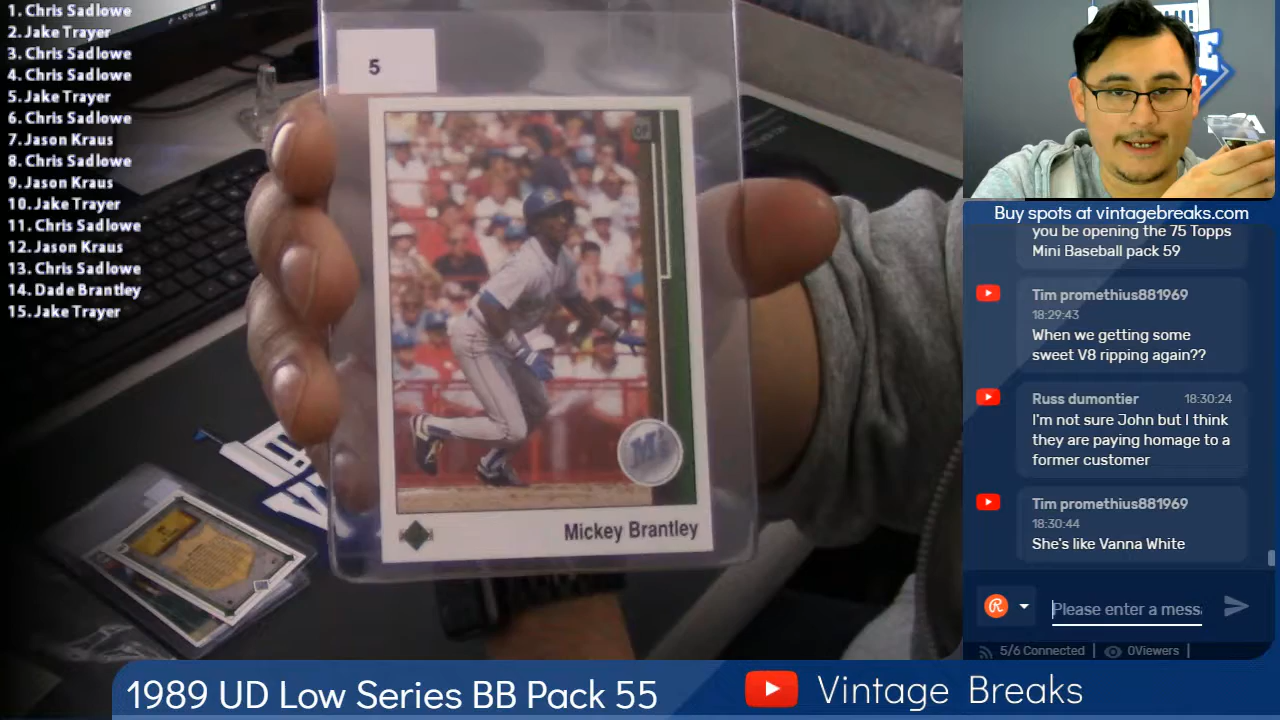 1. Chris Sadlowe
2. Jake Trayer
3. Chris Sadlowe
4. Chris Sadlowe
5. Jake Trayer
6. Chris Sadlowe
7. Jason Kraus
8. Chris Sadlowe
9. Jason Kraus
10. Jake Trayer
11. Chris Sadlowe
12. Jason Kraus
13. Chris Sadlowe
14. Dade Brantley
15. Jake Trayer
5
OF
M's
Mickey Brantley
Buy spots at vintagebreaks.com
you be opening the 75 Topps
Mini Baseball pack 59
Tim promethius881969
18:29:43
When we getting some
sweet V8 ripping again??
Russ dumontier 18:30:24
I'm not sure John but I think
they are paying homage to a
former customer
Tim promethius881969
18:30:44
She's like Vanna White
Please enter a messa
5/6 Connected | 0Viewers |
1989 UD Low Series BB Pack 55
Vintage Breaks